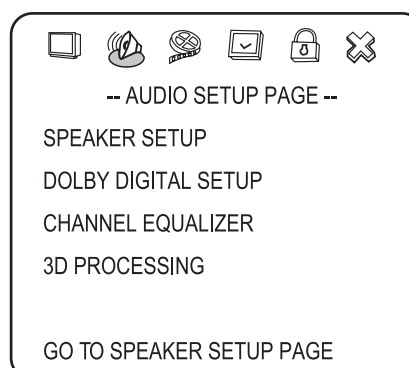 -- AUDIO SETUP PAGE --
SPEAKER SETUP
DOLBY DIGITAL SETUP
CHANNEL EQUALIZER
3D PROCESSING
GO TO SPEAKER SETUP PAGE